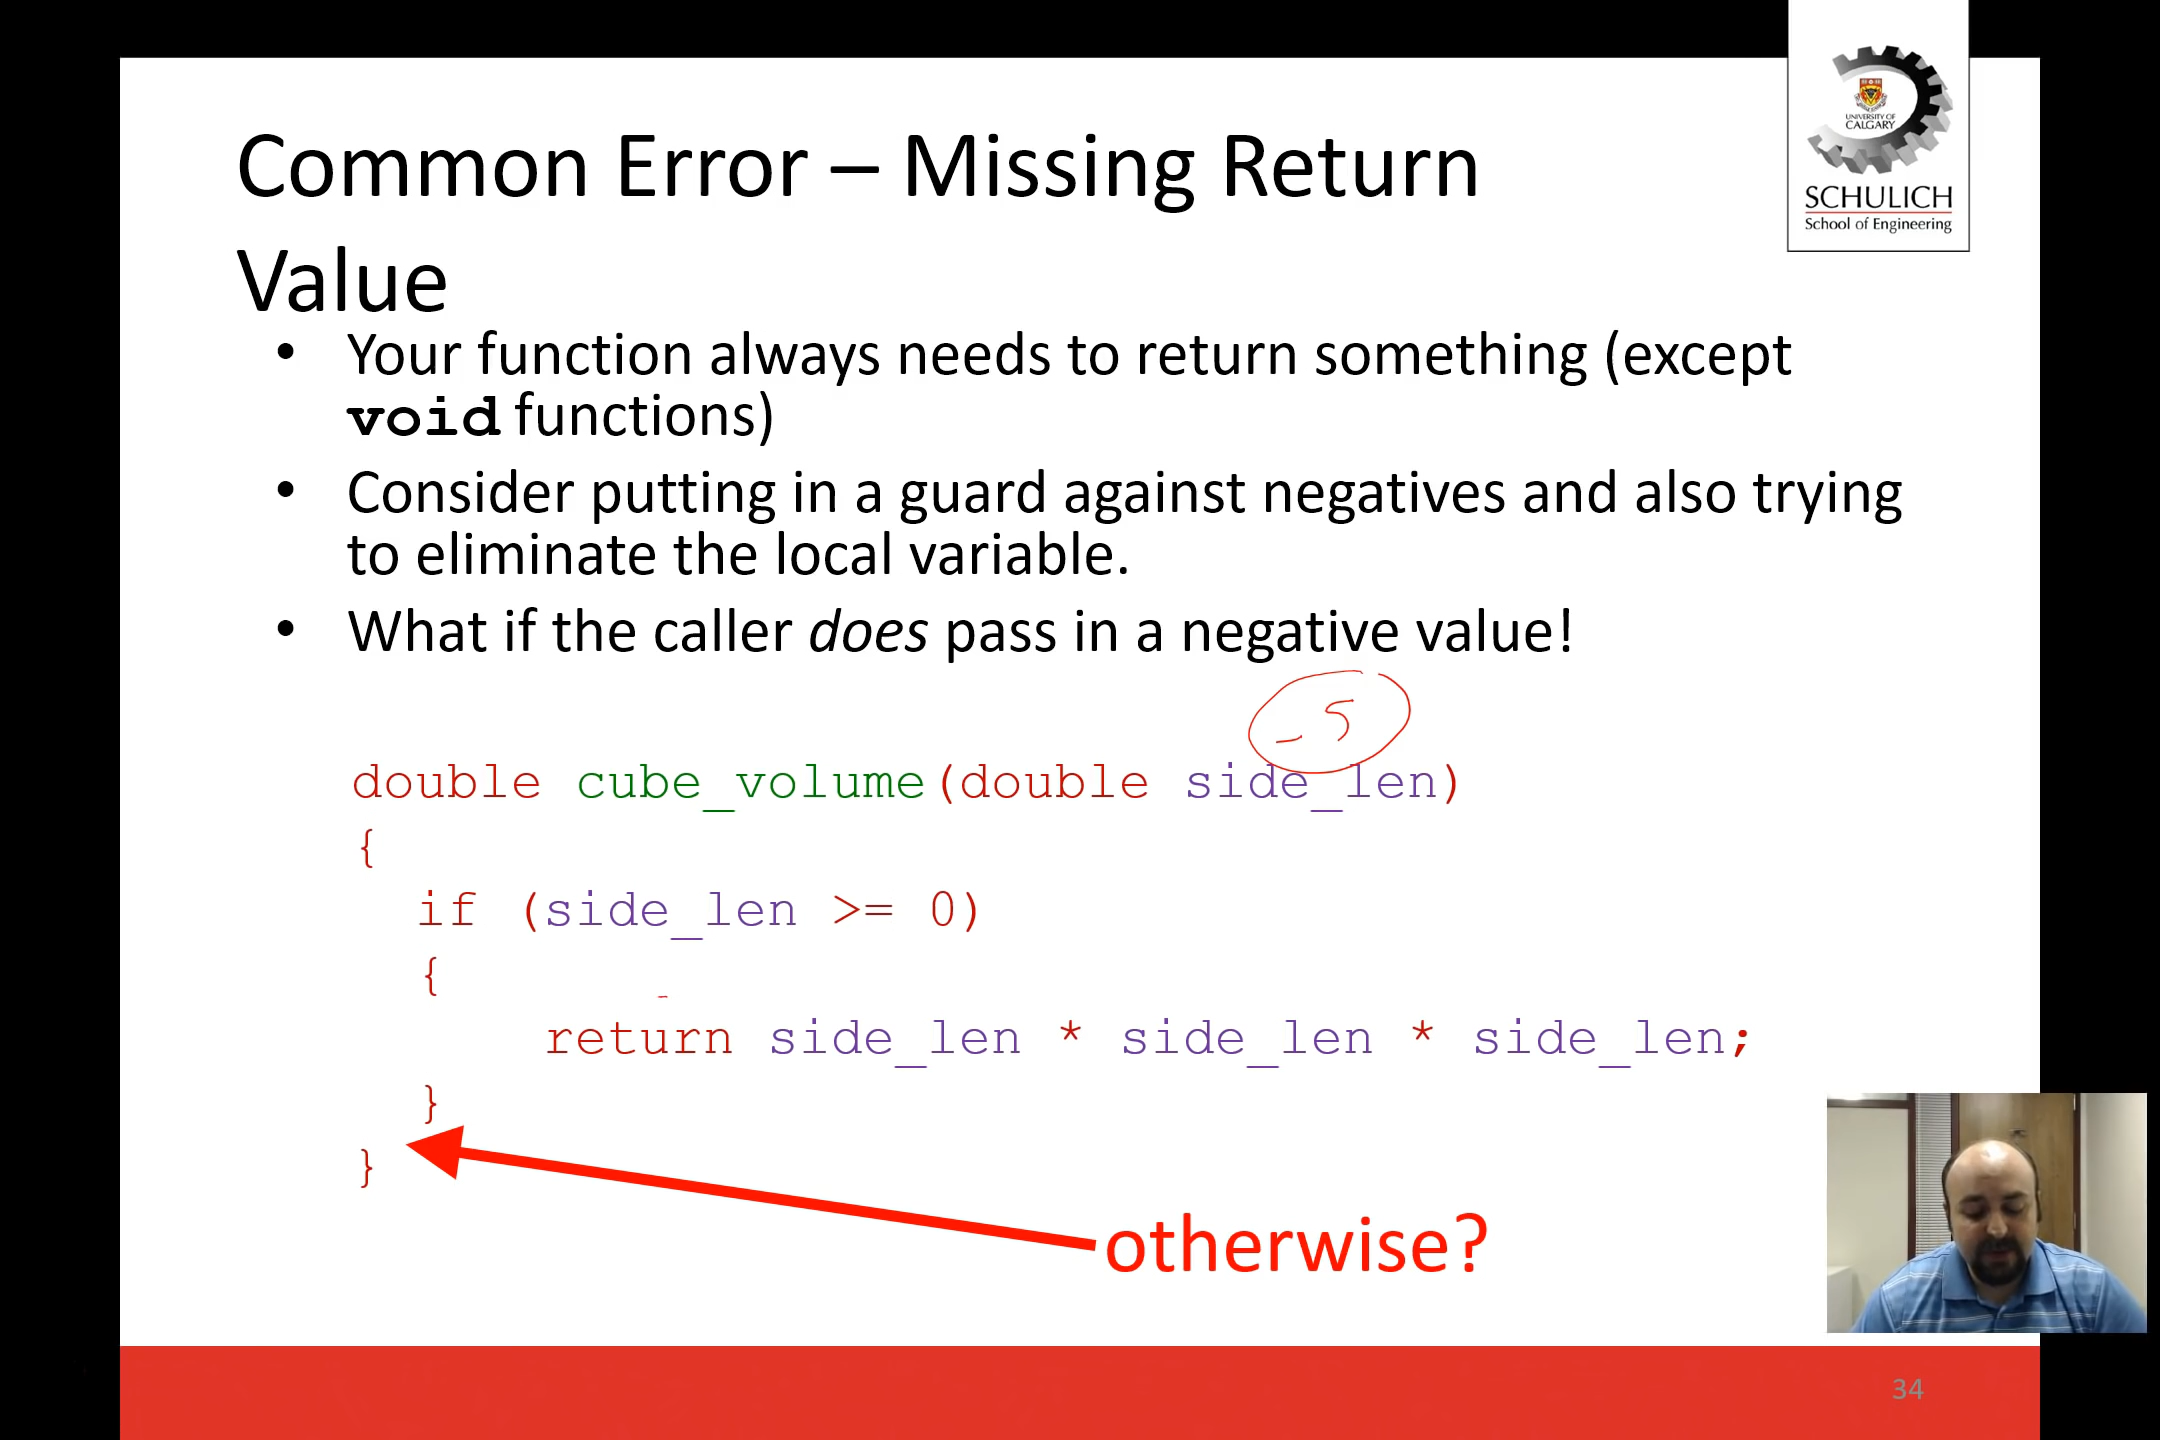 UNIVERSITY OF
CALGARY
SCHULICH
School of Engineering
Common Error – Missing Return
Value
• Your function always needs to return something (except
void functions)
• Consider putting in a guard against negatives and also trying
to eliminate the local variable.
• What if the caller does pass in a negative value!
-5
double cube_volume(double side_len)
{
if (side_len >= 0)
{
return side_len * side_len * side_len;
}
}
otherwise?
34